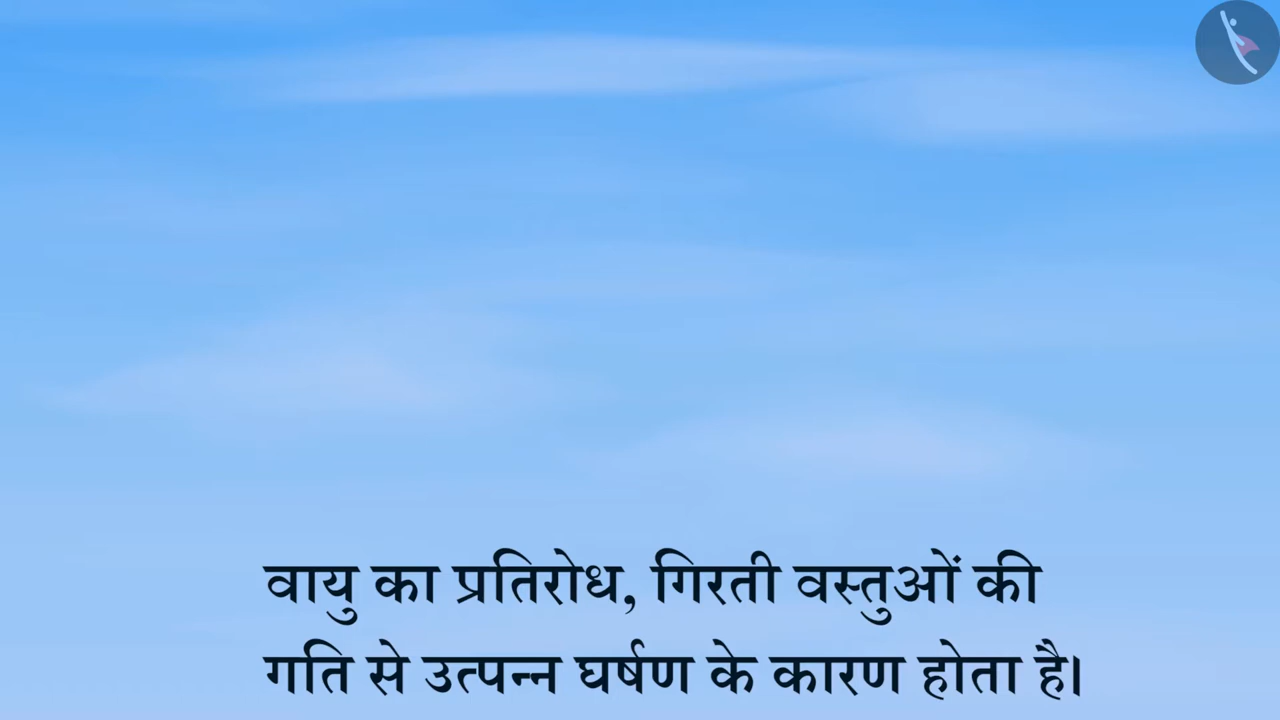 वायु का प्रतिरोध, गिरती वस्तुओं की
गति से उत्पन्न घर्षण के कारण होता है।